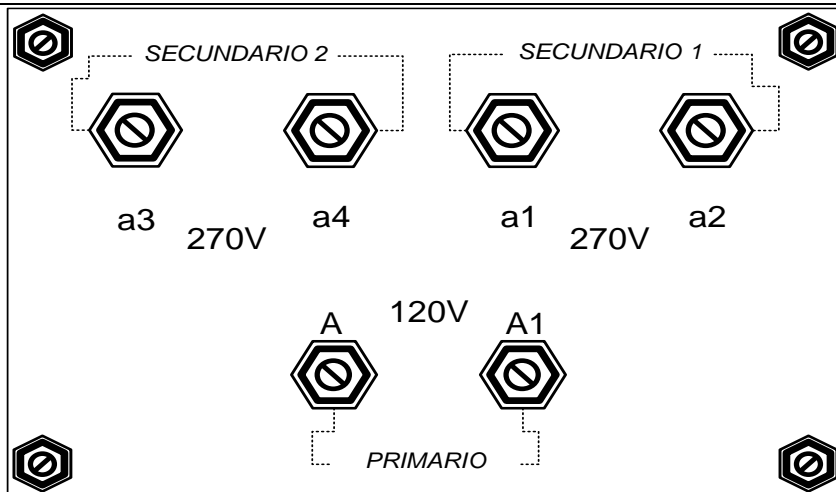 SECUNDARIO 2 SECUNDARIO 1
a3 a4 a1 a2
270V 270V
120V
A A1
PRIMARIO